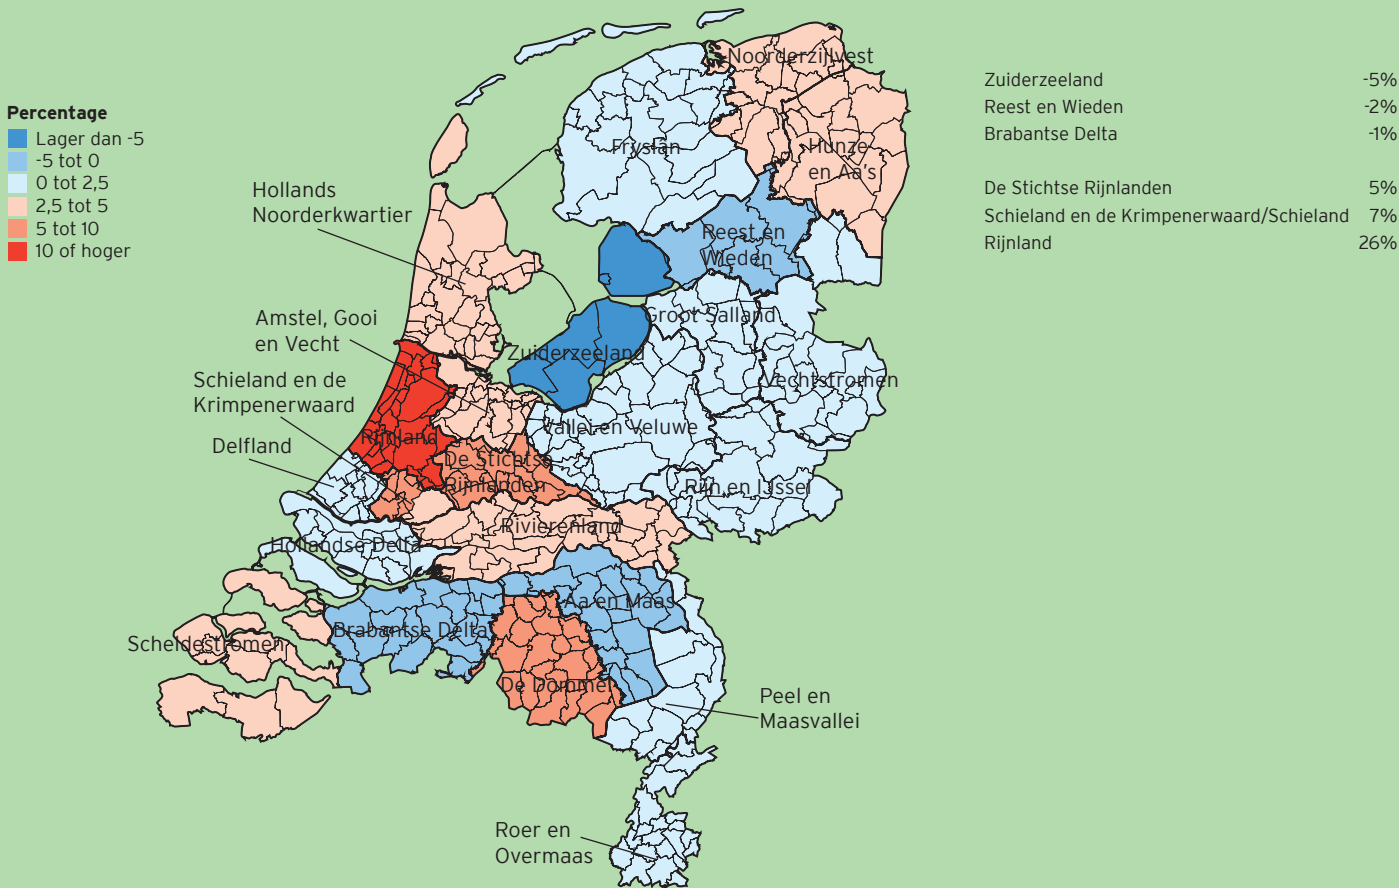 Percentage
Lager dan -5
-5 tot 0
0 tot 2,5
2,5 tot 5
5 tot 10
10 of hoger
Zuiderzeeland -5%
Reest en Wieden -2%
Brabantse Delta -1%
De Stichtse Rijnlanden 5%
Schieland en de Krimpenerwaard/Schieland 7%
Rijnland 26%
Noorderzijlvest
Fryslân
Hunze
en Aa's
Hollands
Noorderkwartier
Reest en
Wieden
Amstel, Gooi
en Vecht
Groot Salland
Zuiderzeeland
Schieland en de
Krimpenerwaard
Vechtstromen
Delfland
Rijnland
Vallei en Veluwe
De Stichtse
Rijnlanden
Rijn en IJssel
Rivierenland
Hollandse Delta
Aa en Maas
Brabantse Delta
Scheldestromen
De Dommel
Peel en
Maasvallei
Roer en
Overmaas